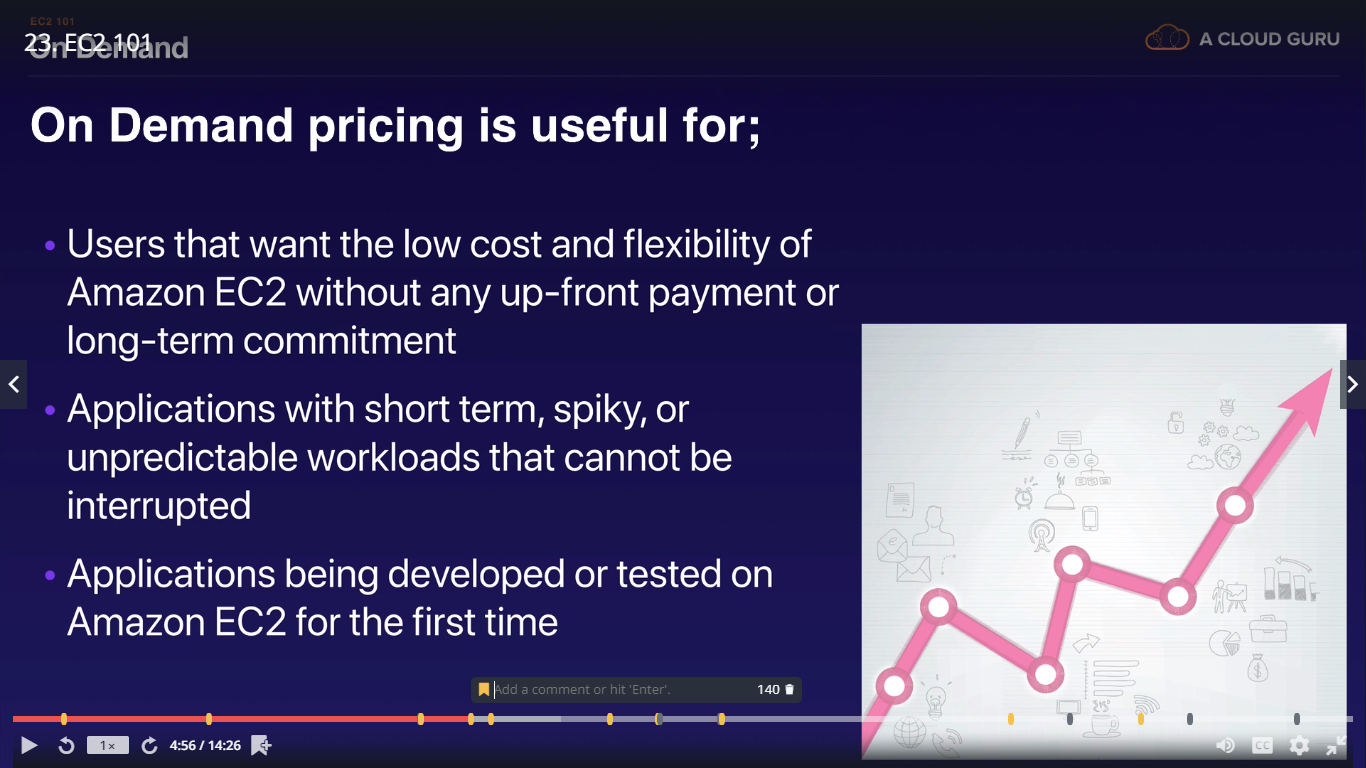 EC2 101
23. EC2 101
On Demand
A CLOUD GURU
On Demand pricing is useful for;
• Users that want the low cost and flexibility of
Amazon EC2 without any up-front payment or
long-term commitment
• Applications with short term, spiky, or
unpredictable workloads that cannot be
interrupted
• Applications being developed or tested on
Amazon EC2 for the first time
Add a comment or hit 'Enter'. 140
1× 4:56 / 14:26 CC